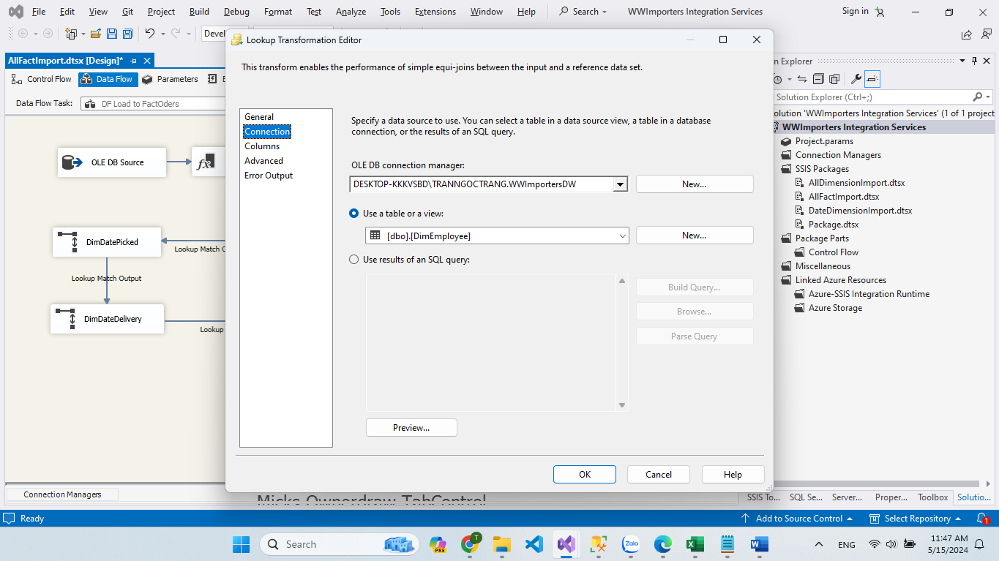 File Edit View Git Project Build Debug Format Test Analyze Tools Extensions Window Help Search WWImporters Integration Services Sign in
Devel
AllFactImport.dtsx [Design]*
Control Flow Data Flow Parameters E
Data Flow Task: DF Load to FactOders
OLE DB Source
fx
DimDatePicked
Lookup Match O
Lookup Match Output
DimDateDelivery
Lookup
Connection Managers
Lookup Transformation Editor
This transform enables the performance of simple equi-joins between the input and a reference data set.
General
Connection
Columns
Advanced
Error Output
Specify a data source to use. You can select a table in a data source view, a table in a database
connection, or the results of an SQL query.
OLE DB connection manager:
DESKTOP-KKKVSBD\TRANNGOCTRANG.WWImportersDW New...
Use a table or a view:
[dbo].[DimEmployee] New...
Use results of an SQL query:
Build Query...
Browse...
Parse Query
Preview...
OK Cancel Help
Micks Ownerdraw TabControl
n Explorer
Solution Explorer (Ctrl+;)
olution 'WWImporters Integration Services' (1 of 1 project
WWImporters Integration Services
Project.params
Connection Managers
SSIS Packages
AllDimensionImport.dtsx
AllFactImport.dtsx
DateDimensionImport.dtsx
Package.dtsx
Package Parts
Control Flow
Miscellaneous
Linked Azure Resources
Azure-SSIS Integration Runtime
Azure Storage
SSIS To... SQL Se... Server... Proper... Toolbox Solutio...
Ready Add to Source Control Select Repository 1
Search PRE T Zalo ENG 11:47 AM
5/15/2024